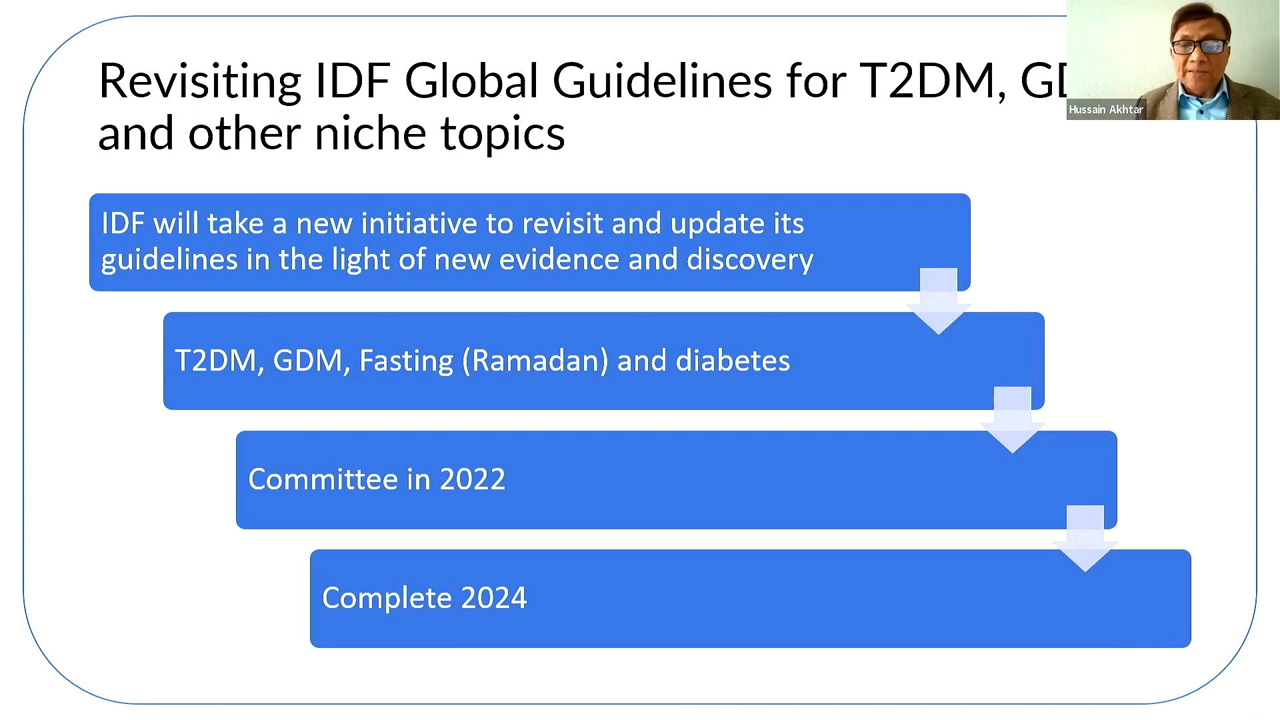 Revisiting IDF Global Guidelines for T2DM,
and other niche topics
Hussain Akhtar
IDF will take a new initiative to revisit and update its
guidelines in the light of new evidence and discovery
T2DM, GDM, Fasting (Ramadan) and diabetes
Committee in 2022
Complete 2024